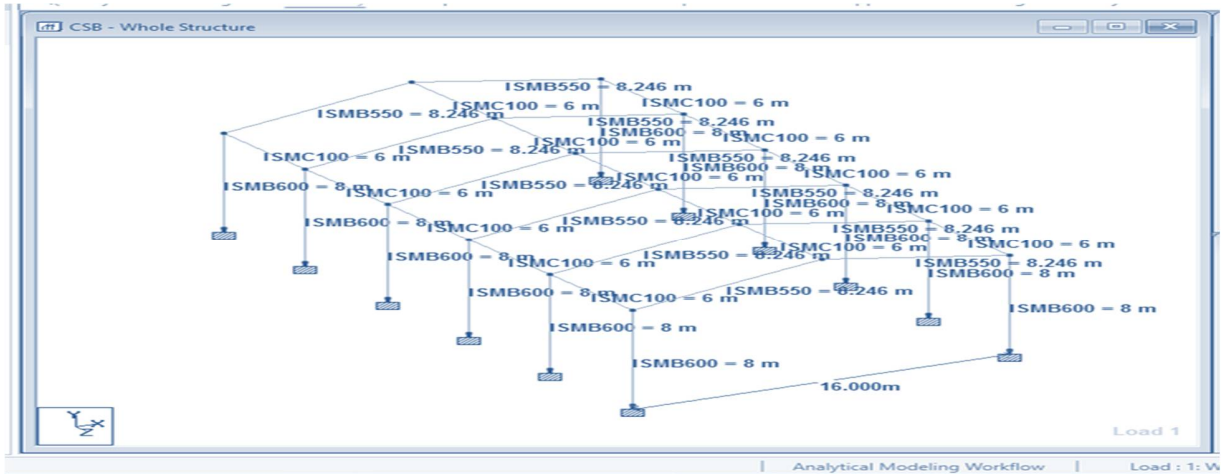 CSB - Whole Structure
ISMB550 = 8.246 m
ISMC100 = 6 m
ISMC100 = 6 m
ISMB550 = 8.246 m
ISMB550 = 8.246 m
ISMB600 = 8 m
ISMC100 = 6 m
ISMC100 = 6 m
ISMB550 = 8.246 m
ISMC100 = 6 m
ISMB550 = 8.246 m
ISMB600 = 8 m
ISMC100 = 6 m
ISMC100 = 6 m
ISMB550 = 8.246 m
ISMB600 = 8 m
ISMC100 = 6 m
ISMB550 = 8.246 m
ISMB600 = 8 m
ISMC100 = 6 m
ISMC100 = 6 m
ISMB550 = 8.246 m
ISMB600 = 8 m
ISMC100 = 6 m
ISMB550 = 8.246 m
ISMB600 = 8 m
ISMC100 = 6 m
ISMC100 = 6 m
ISMB550 = 8.246 m
ISMB600 = 8 m
ISMC100 = 6 m
ISMB550 = 8.246 m
ISMB600 = 8 m
ISMB550 = 8.246 m
ISMB600 = 8 m
ISMC100 = 6 m
ISMB600 = 8 m
ISMB600 = 8 m
ISMB600 = 8 m
16.000m
Y
X
Z
Load 1
Analytical Modeling Workflow
Load : 1: W